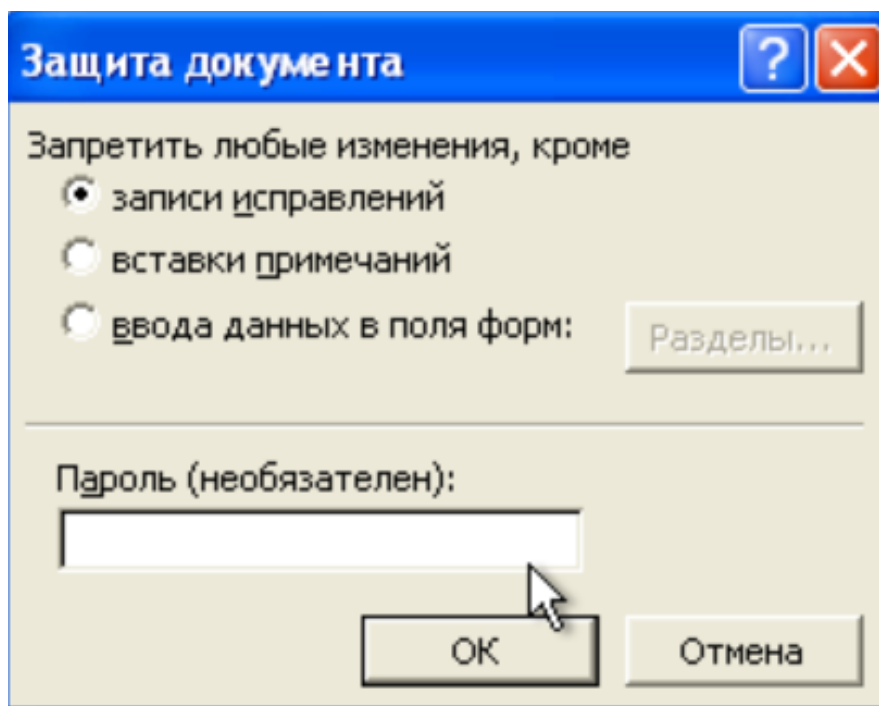 Защита документа
Запретить любые изменения, кроме
записи исправлений
вставки примечаний
ввода данных в поля форм:
Разделы...
Пароль (необязателен):
ОК
Отмена